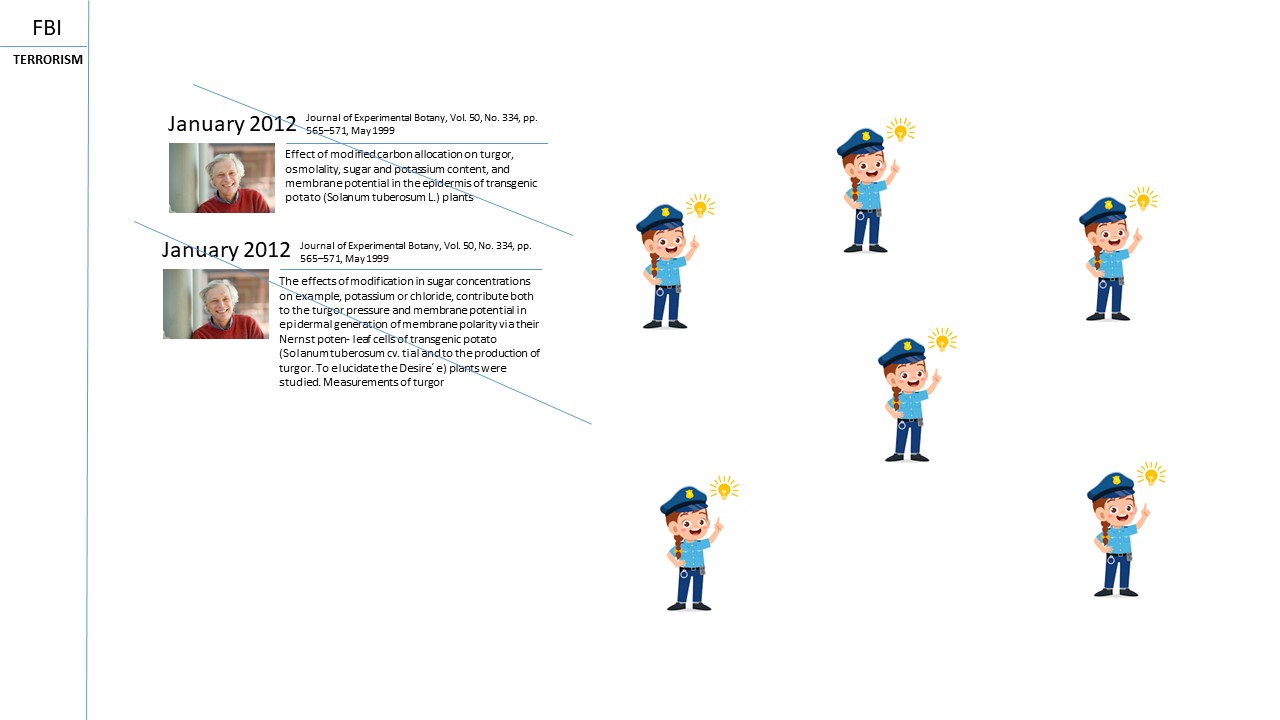 FBI
TERRORISM
January 2012
Journal of Experimental Botany, Vol. 50, No. 334, pp.
565–571, May 1999
Effect of modified carbon allocation on turgor,
osmolality, sugar and potassium content, and
membrane potential in the epidermis of transgenic
potato (Solanum tuberosum L.) plants
January 2012
Journal of Experimental Botany, Vol. 50, No. 334, pp.
565–571, May 1999
The effects of modification in sugar concentrations
on example, potassium or chloride, contribute both
to the turgor pressure and membrane potential in
epidermal generation of membrane polarity via their
Nernst poten- leaf cells of transgenic potato
(Solanum tuberosum cv. tial and to the production of
turgor. To elucidate the Desire´ e) plants were
studied. Measurements of turgor